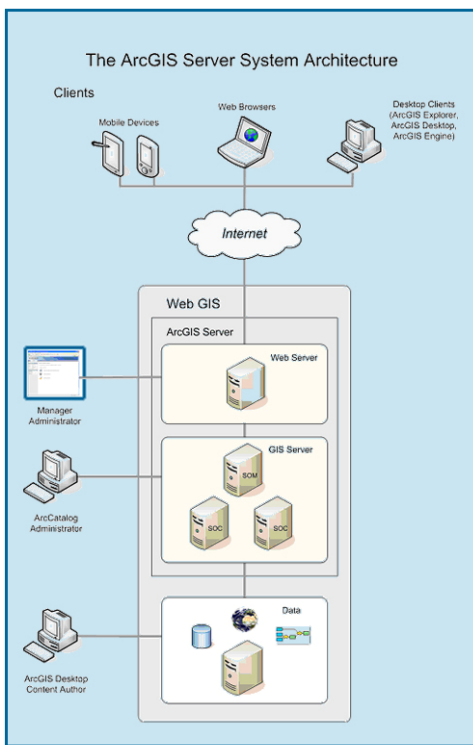 The ArcGIS Server System Architecture
Clients
Mobile Devices
Web Browsers
Desktop Clients
(ArcGIS Explorer,
ArcGIS Desktop,
ArcGIS Engine)
Internet
Web GIS
ArcGIS Server
Web Server
Manager
Administrator
GIS Server
SOM
SOC
SOC
ArcCatalog
Administrator
Data
ArcGIS Desktop
Content Author